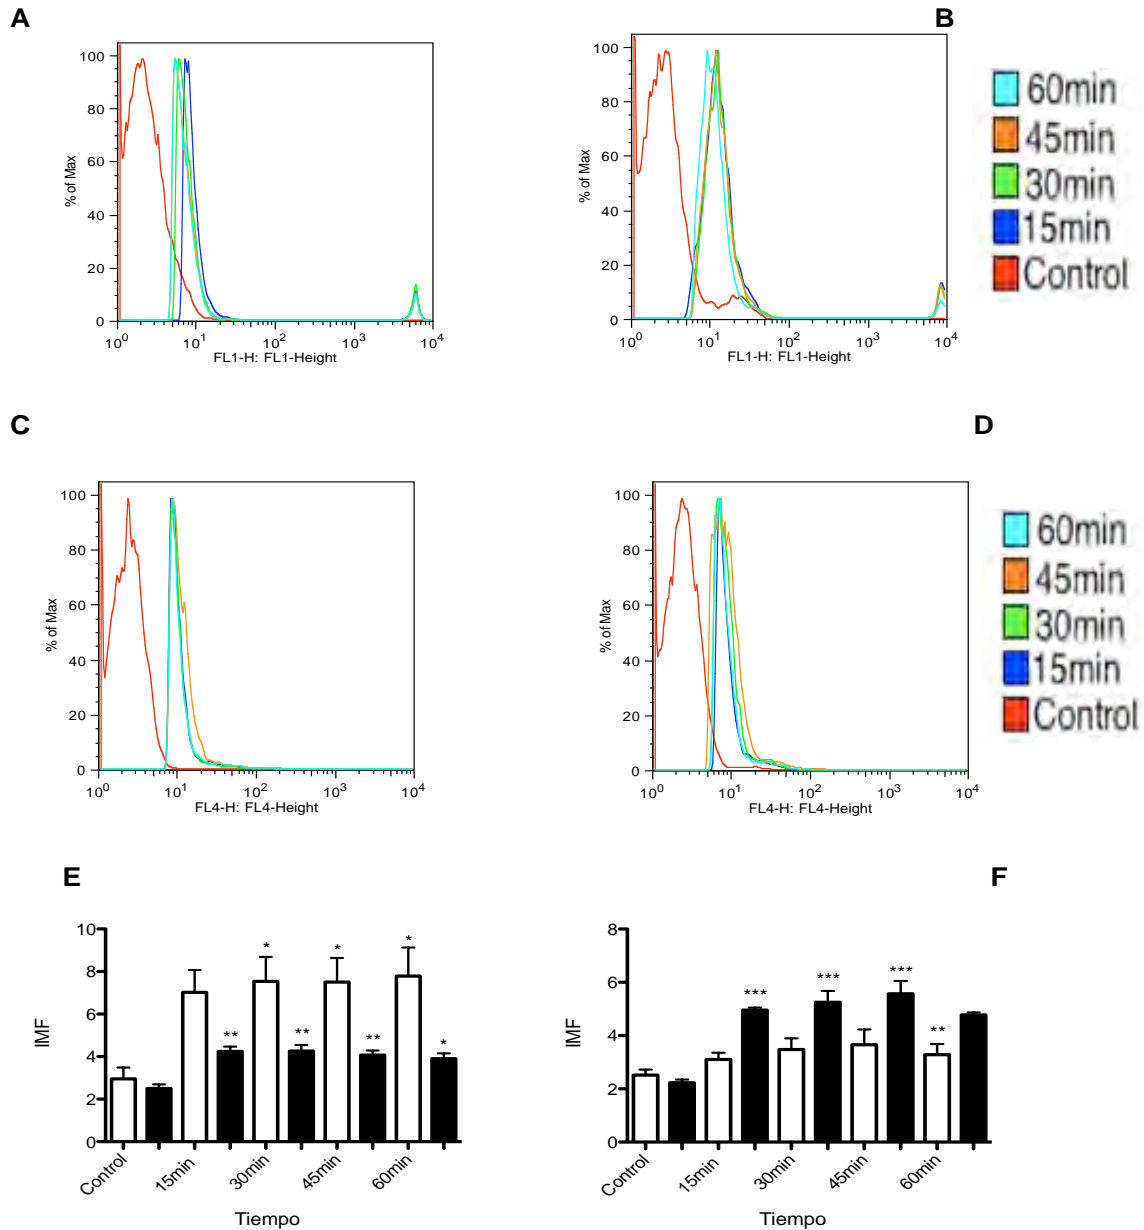 A
B
100
80
60
40
20
0
% of Max
10^0 10^1 10^2 10^3 10^4
FL1-H: FL1-Height
100
80
60
40
20
0
% of Max
10^0 10^1 10^2 10^3 10^4
FL1-H: FL1-Height
60min
45min
30min
15min
Control
C
D
100
80
60
40
20
0
% of Max
10^0 10^1 10^2 10^3 10^4
FL4-H: FL4-Height
100
80
60
40
20
0
% of Max
10^0 10^1 10^2 10^3 10^4
FL4-H: FL4-Height
60min
45min
30min
15min
Control
E
F
10
8
6
4
2
0
IMF
* * *
** ** ** *
Control 15min 30min 45min 60min
Tiempo
8
6
4
2
0
IMF
*** *** *** **
Control 15min 30min 45min 60min
Tiempo